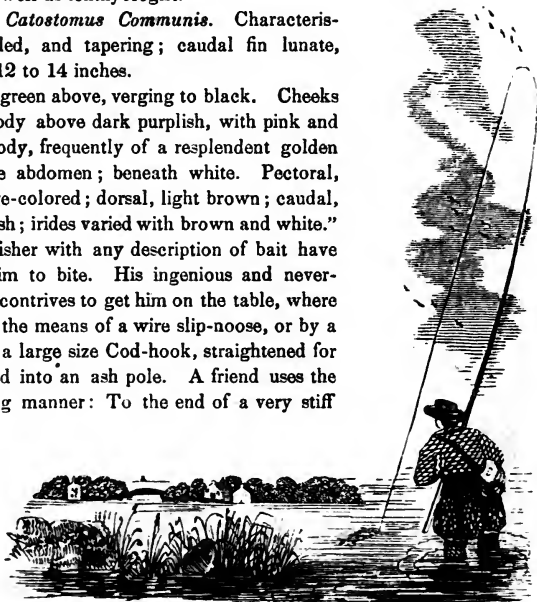 Catostomus Communis. Characteris-
led, and tapering; caudal fin lunate,
12 to 14 inches.
green above, verging to black. Cheeks
ody above dark purplish, with pink and
ody, frequently of a resplendent golden
e abdomen; beneath white. Pectoral,
e-colored; dorsal, light brown; caudal,
sh; irides varied with brown and white."
isher with any description of bait have
im to bite. His ingenious and never-
contrives to get him on the table, where
the means of a wire slip-noose, or by a
a large size Cod-hook, straightened for
d into an ash pole. A friend uses the
g manner: To the end of a very stiff